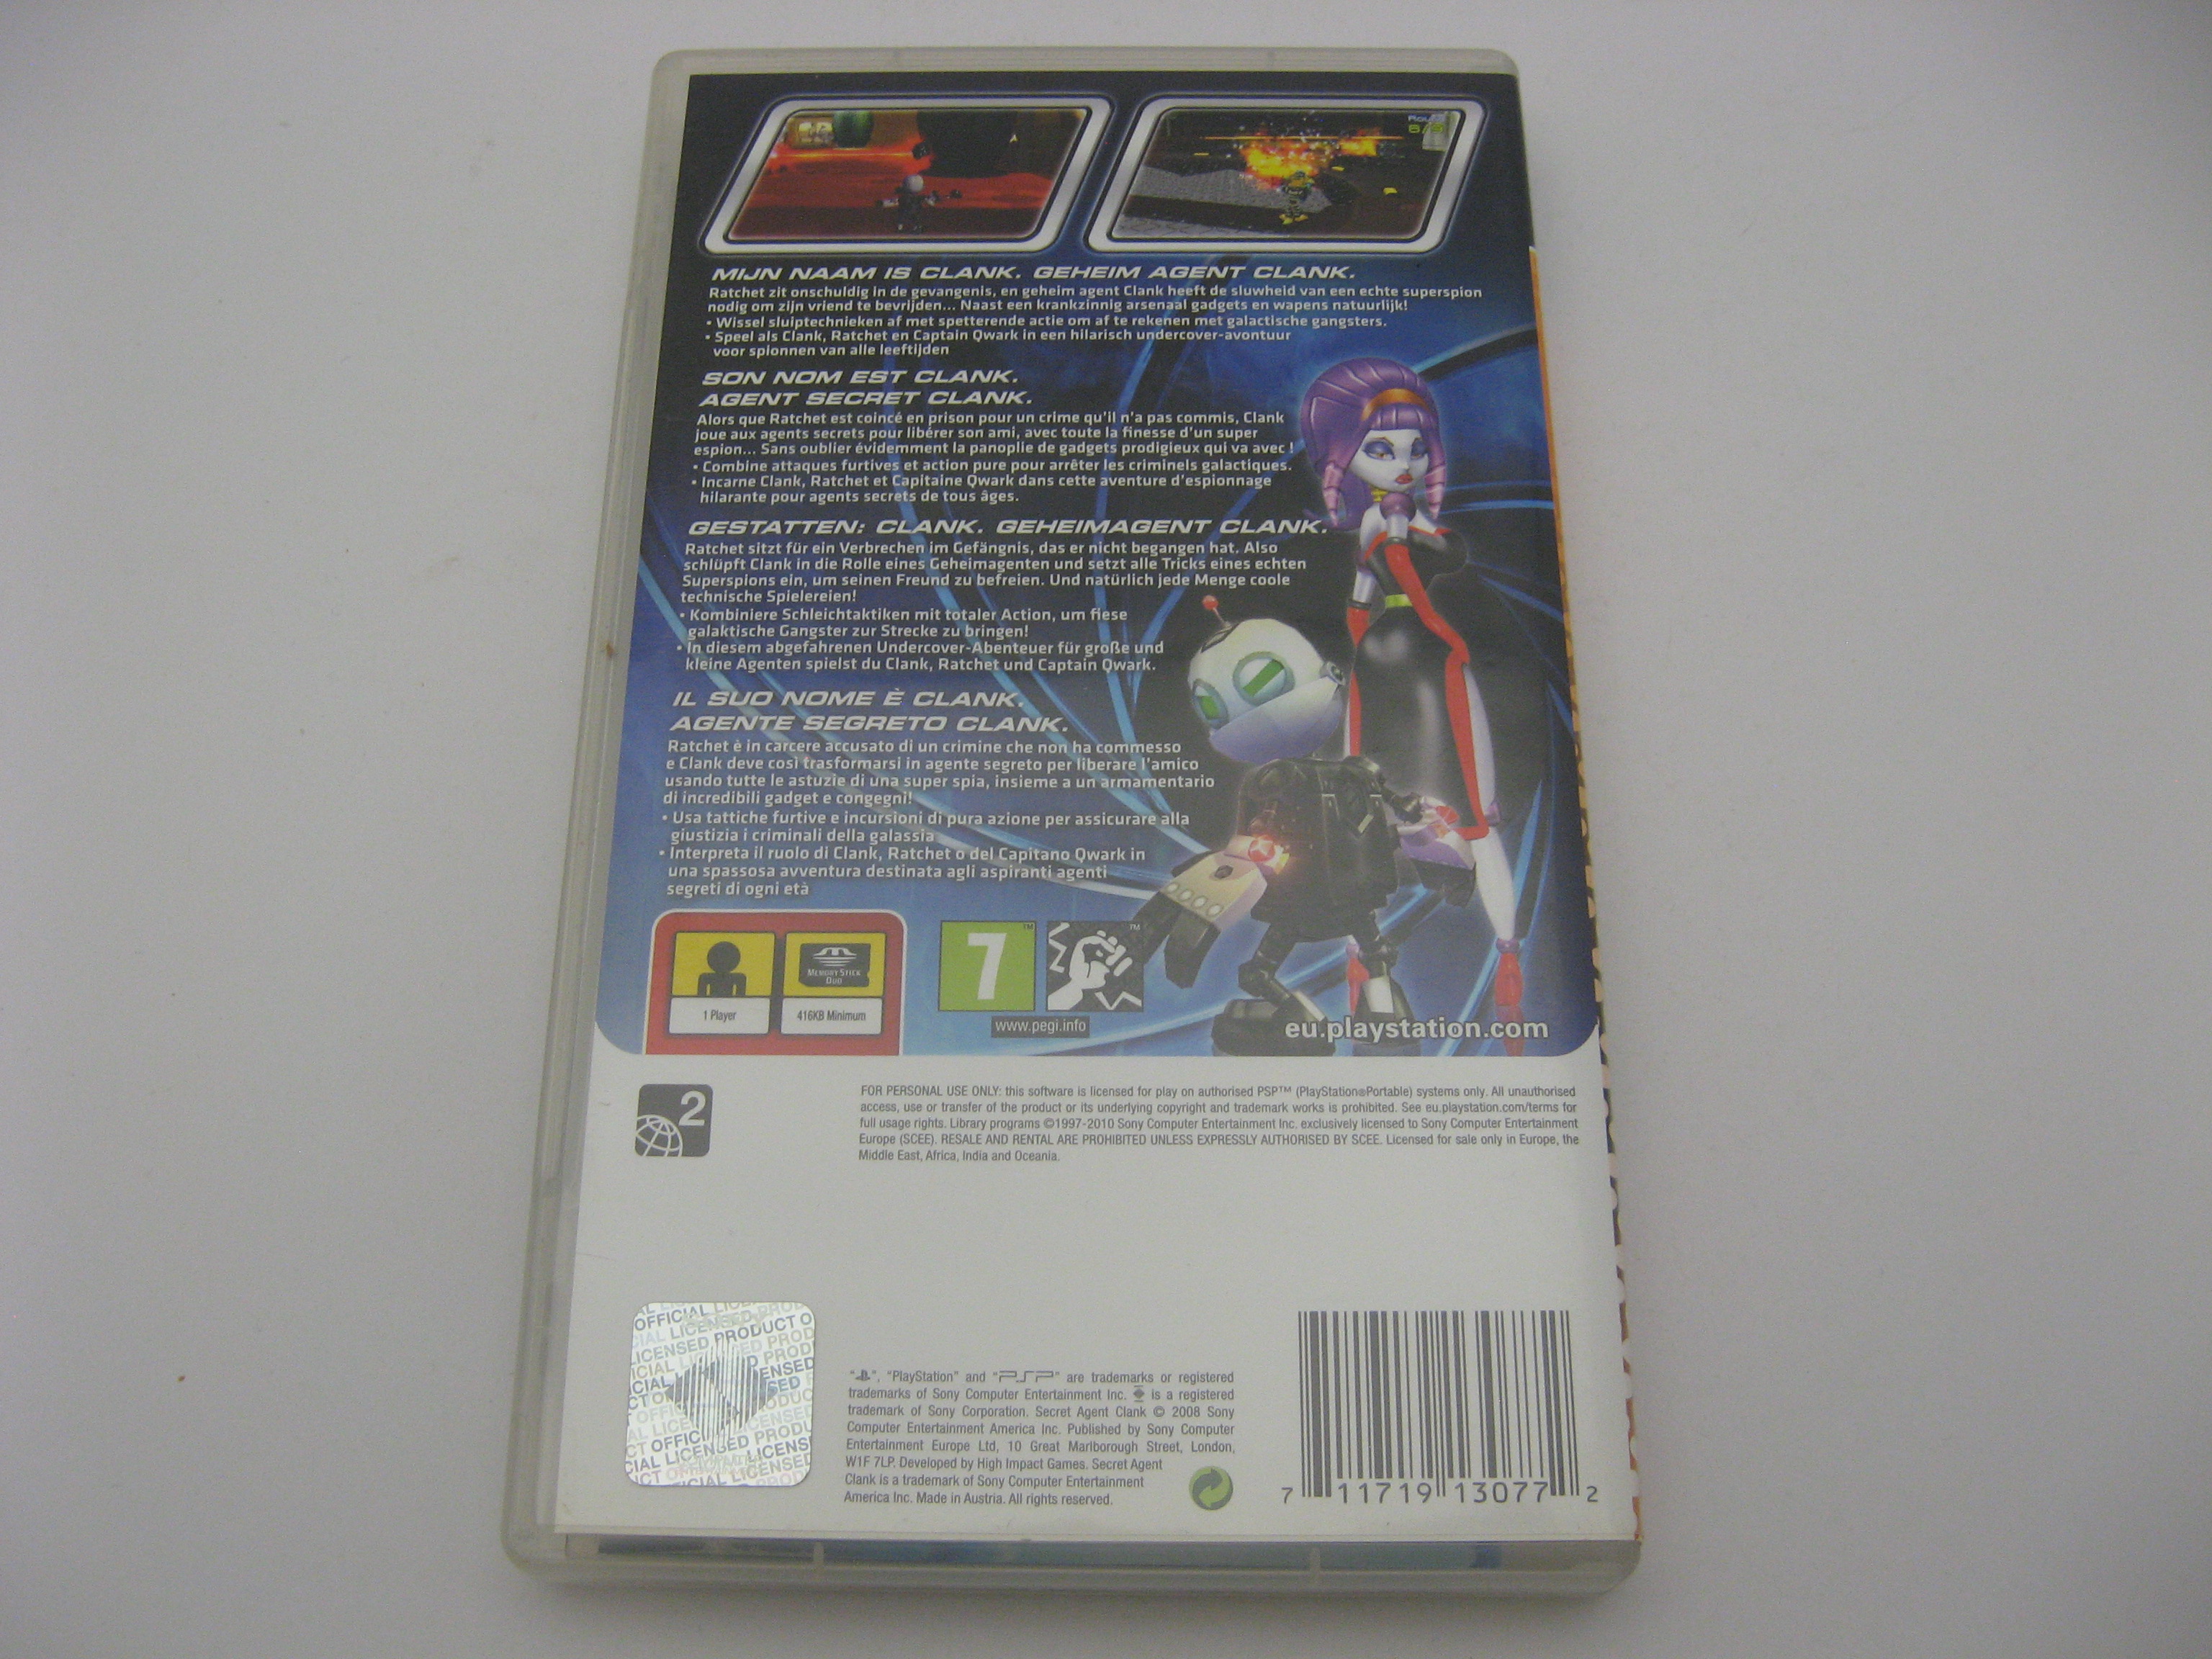 MIJN NAAM IS CLANK. GEHEIM AGENT CLANK.
Ratchet zit onschuldig in de gevangenis, en geheim agent Clank heeft de sluwheid van een echte superspion
nodig om zijn vriend te bevrijden... Naast een krankzinnig arsenaal gadgets en wapens natuurlijk!
• Wissel sluiptechnieken af met spetterende actie om af te rekenen met galactische gangsters.
• Speel als Clank, Ratchet en Captain Qwark in een hilarisch undercover-avontuur
voor spionnen van alle leeftijden
SON NOM EST CLANK.
AGENT SECRET CLANK.
Alors que Ratchet est coincé en prison pour un crime qu'il n'a pas commis, Clank
joue aux agents secrets pour libérer son ami, avec toute la finesse d'un super
espion... Sans oublier évidemment la panoplie de gadgets prodigieux qui va avec !
• Combine attaques furtives et action pure pour arrêter les criminels galactiques.
• Incarne Clank, Ratchet et Capitaine Qwark dans cette aventure d'espionnage
hilarante pour agents secrets de tous âges.
GESTATTEN: CLANK. GEHEIMAGENT CLANK.
Ratchet sitzt für ein Verbrechen im Gefängnis, das er nicht begangen hat. Also
schlüpft Clank in die Rolle eines Geheimagenten und setzt alle Tricks eines echten
Superspions ein, um seinen Freund zu befreien. Und natürlich jede Menge coole
technische Spielereien!
• Kombiniere Schleichtaktiken mit totaler Action, um fiese
galaktische Gangster zur Strecke zu bringen!
• In diesem abgefahrenen Undercover-Abenteuer für große und
kleine Agenten spielst du Clank, Ratchet und Captain Qwark.
IL SUO NOME È CLANK.
AGENTE SEGRETO CLANK.
Ratchet è in carcere accusato di un crimine che non ha commesso
e Clank deve così trasformarsi in agente segreto per liberare l'amico
usando tutte le astuzie di una super spia, insieme a un armamentario
di incredibili gadget e congegni!
• Usa tattiche furtive e incursioni di pura azione per assicurare alla
giustizia i criminali della galassia
• Interpreta il ruolo di Clank, Ratchet o del Capitano Qwark in
una spassosa avventura destinata agli aspiranti agenti
segreti di ogni età
MEMORY STICK
DUO
1 Player
416KB Minimum
7
www.pegi.info
eu.playstation.com
2
FOR PERSONAL USE ONLY: this software is licensed for play on authorised PSP™ (PlayStation®Portable) systems only. All unauthorised
access, use or transfer of the product or its underlying copyright and trademark works is prohibited. See eu.playstation.com/terms for
full usage rights. Library programs ©1997-2010 Sony Computer Entertainment Inc. exclusively licensed to Sony Computer Entertainment
Europe (SCEE). RESALE AND RENTAL ARE PROHIBITED UNLESS EXPRESSLY AUTHORISED BY SCEE. Licensed for sale only in Europe, the
Middle East, Africa, India and Oceania.
OFFICIAL LICENSED PRODUCT
"", "PlayStation" and "PSP" are trademarks or registered
trademarks of Sony Computer Entertainment Inc. is a registered
trademark of Sony Corporation. Secret Agent Clank © 2008 Sony
Computer Entertainment America Inc. Published by Sony Computer
Entertainment Europe Ltd, 10 Great Marlborough Street, London,
W1F 7LP. Developed by High Impact Games. Secret Agent
Clank is a trademark of Sony Computer Entertainment
America Inc. Made in Austria. All rights reserved.
7 11719 13077 2